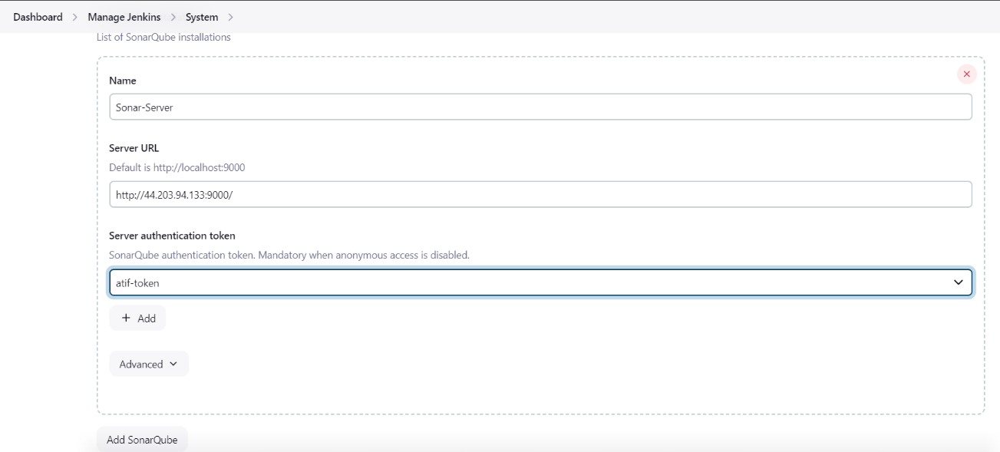 Dashboard > Manage Jenkins > System >
List of SonarQube installations
Name
Sonar-Server
Server URL
Default is http://localhost:9000
http://44.203.94.133:9000/
Server authentication token
SonarQube authentication token. Mandatory when anonymous access is disabled.
atif-token
+ Add
Advanced
Add SonarQube